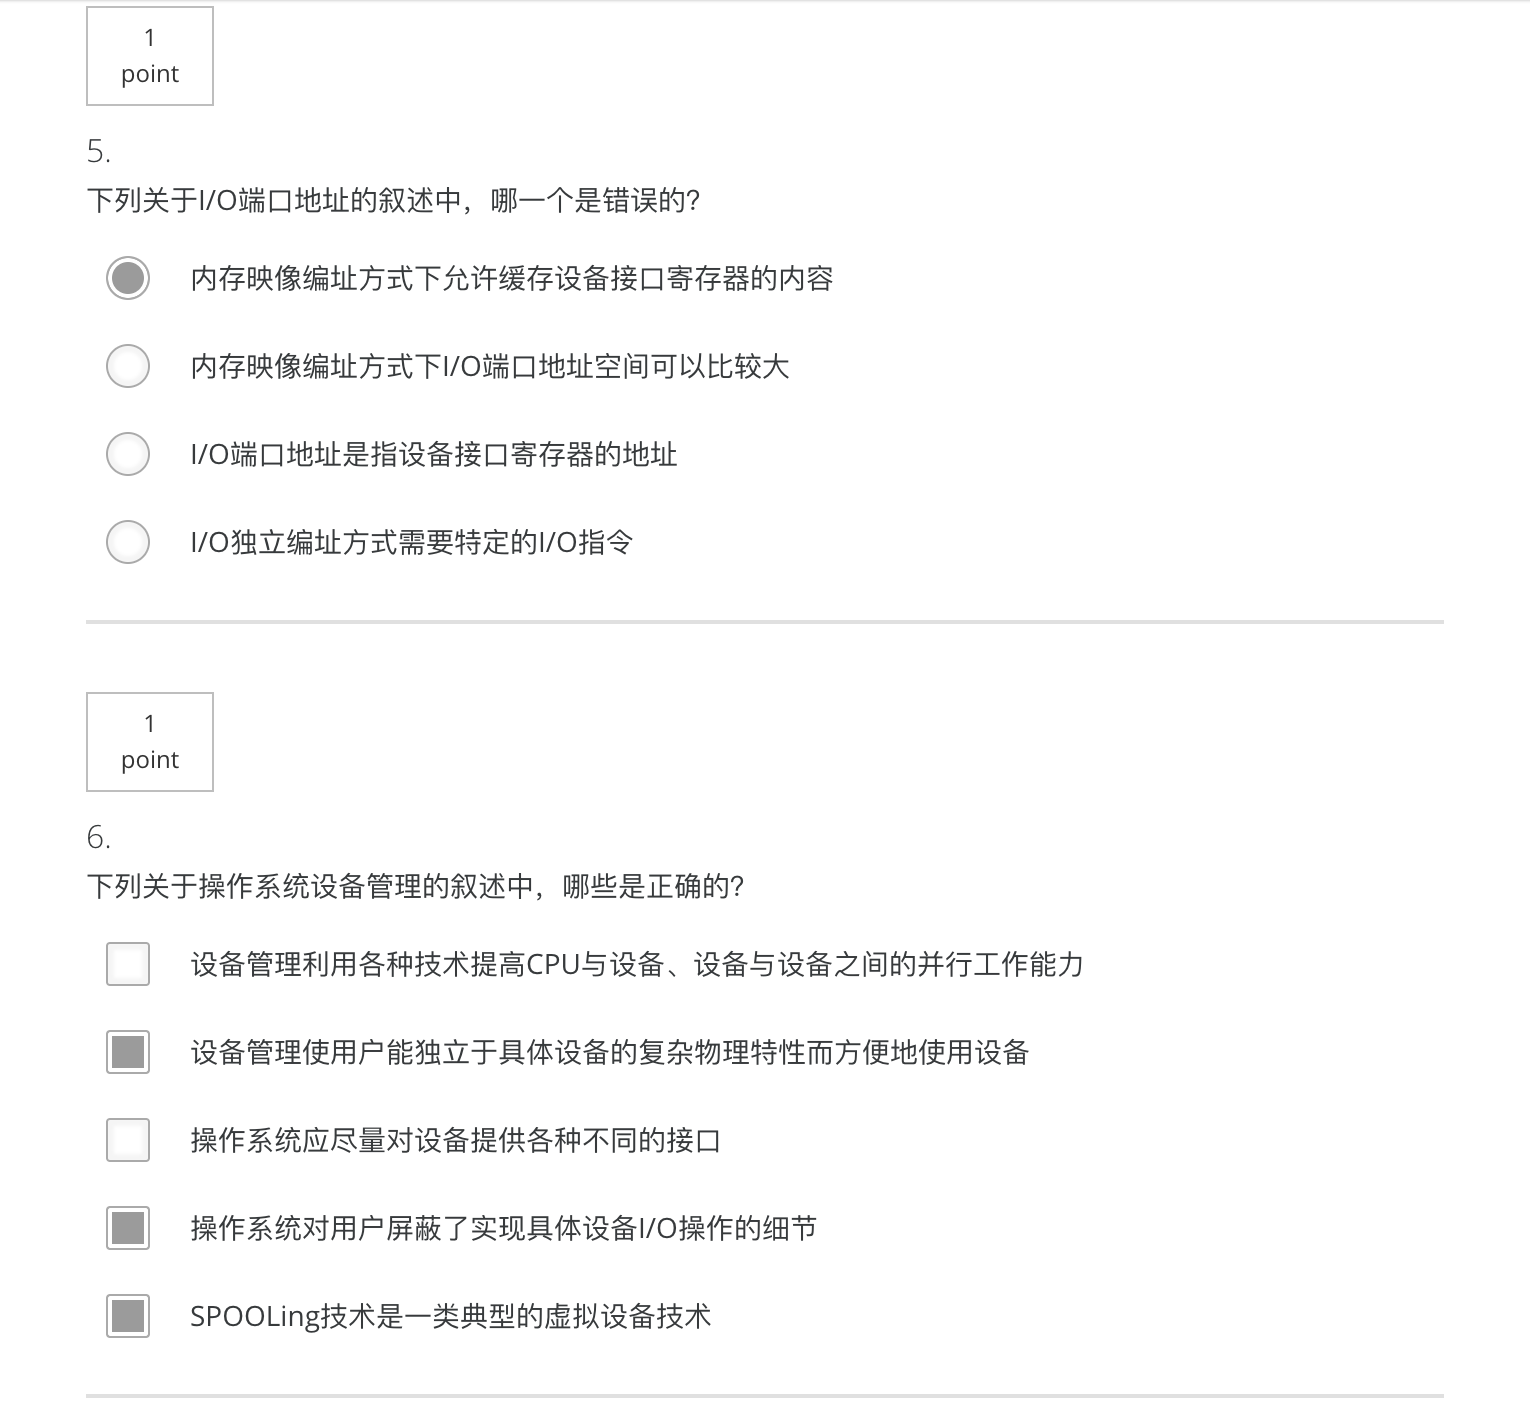 1
point
5.
下列关于I/O端口地址的叙述中，哪一个是错误的?
内存映像编址方式下允许缓存设备接口寄存器的内容
内存映像编址方式下I/O端口地址空间可以比较大
I/O端口地址是指设备接口寄存器的地址
I/O独立编址方式需要特定的I/O指令
1
point
6.
下列关于操作系统设备管理的叙述中，哪些是正确的?
设备管理利用各种技术提高CPU与设备、设备与设备之间的并行工作能力
设备管理使用户能独立于具体设备的复杂物理特性而方便地使用设备
操作系统应尽量对设备提供各种不同的接口
操作系统对用户屏蔽了实现具体设备I/O操作的细节
SPOOLing技术是一类典型的虚拟设备技术